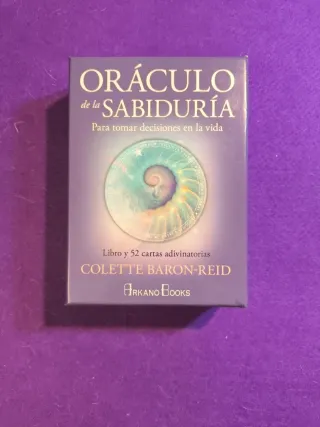 ORÁCULO
de la SABIDURÍA
Para tomar decisiones en la vida
Libro y 52 cartas adivinatorias
COLETTE BARON-REID
ARKANO BOOKS